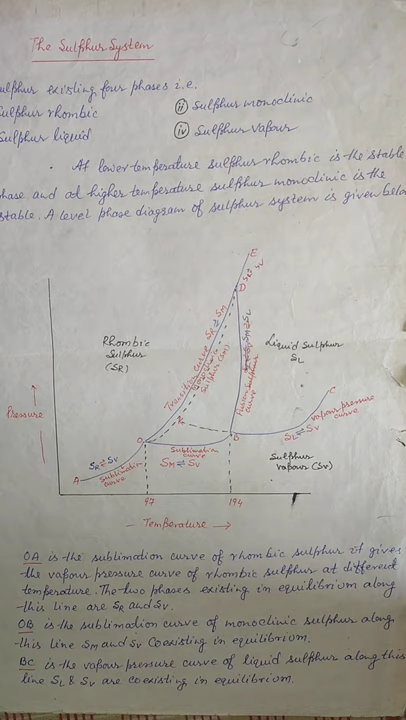 The Sulphur System
ulphur existing four phases i.e.
Sulphur rhombic (ii) Sulphur monoclinic
Sulphur liquid (iv) Sulphur Vapour
At lower temperature sulphur rhombic is the stable
phase and at higher temperature sulphur monoclinic is the
stable. A level phase diagram of sulphur system is given below
E
D
SR ⇌ SM
Transition curve
Rhombic
Sulphur
(SR)
Liquid Sulphur
SL
SM ⇌ SL
Fusion sulphur
curve
C
Vapour pressure
curve
SL ⇌ SV
Pressure
O
B
Sublimation
curve
SM ⇌ SV
SR ⇌ SV
A
Sublimation
curve
Sulphur
vapour (SV)
97 194
Temperature
OA is the sublimation curve of rhombic sulphur it gives
the vapour pressure curve of rhombic sulphur at different
temperature. The two phases existing in equilibrium along
this line are SR and SV.
OB is the sublimation curve of monoclinic sulphur along
this line SM and SV Coexisting in equilibrium.
BC is the vapour pressure curve of liquid sulphur along this
line SL & SV are coexisting in equilibrium.